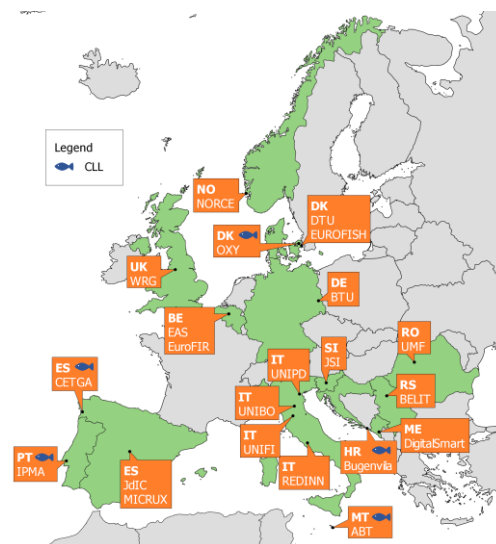 Legend
CLL
NO
NORCE
DK
OXY
DK
DTU
EUROFISH
UK
WRG
DE
BTU
BE
EAS
EuroFIR
RO
UMF
SI
JSI
IT
UNIPD
ES
CETGA
RS
BELIT
IT
UNIBO
IT
UNIFI
ME
DigitalSmart
HR
Bugenvila
PT
IPMA
ES
JdIC
MICRUX
IT
REDINN
MT
ABT